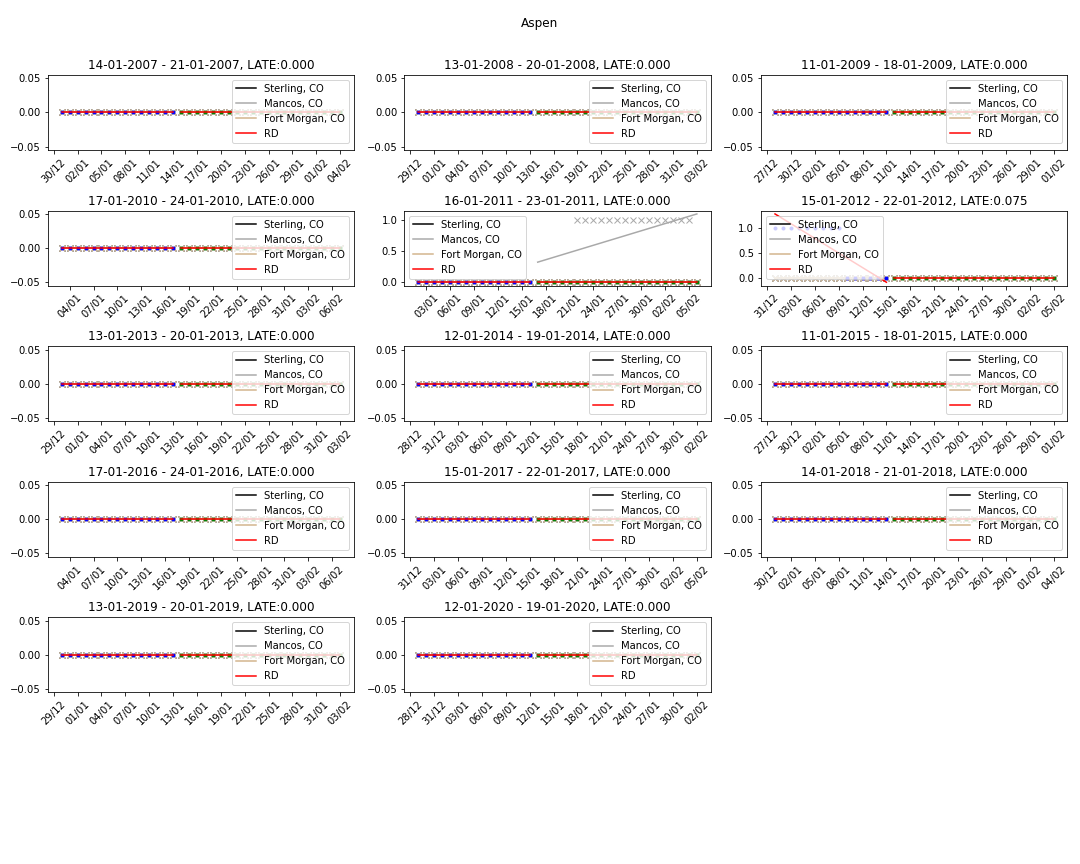 Aspen
14-01-2007 - 21-01-2007, LATE:0.000
0.05
0.00
−0.05
Sterling, CO
Mancos, CO
Fort Morgan, CO
RD
30/12 02/01 05/01 08/01 11/01 14/01 17/01 20/01 23/01 26/01 29/01 01/02 04/02
13-01-2008 - 20-01-2008, LATE:0.000
0.05
0.00
−0.05
Sterling, CO
Mancos, CO
Fort Morgan, CO
RD
29/12 01/01 04/01 07/01 10/01 13/01 16/01 19/01 22/01 25/01 28/01 31/01 03/02
11-01-2009 - 18-01-2009, LATE:0.000
0.05
0.00
−0.05
Sterling, CO
Mancos, CO
Fort Morgan, CO
RD
27/12 30/12 02/01 05/01 08/01 11/01 14/01 17/01 20/01 23/01 26/01 29/01 01/02
17-01-2010 - 24-01-2010, LATE:0.000
0.05
0.00
−0.05
Sterling, CO
Mancos, CO
Fort Morgan, CO
RD
04/01 07/01 10/01 13/01 16/01 19/01 22/01 25/01 28/01 31/01 03/02 06/02
16-01-2011 - 23-01-2011, LATE:0.000
1.0
0.5
0.0
Sterling, CO
Mancos, CO
Fort Morgan, CO
RD
03/01 06/01 09/01 12/01 15/01 18/01 21/01 24/01 27/01 30/01 02/02 05/02
15-01-2012 - 22-01-2012, LATE:0.075
1.0
0.5
0.0
Sterling, CO
Mancos, CO
Fort Morgan, CO
RD
31/12 03/01 06/01 09/01 12/01 15/01 18/01 21/01 24/01 27/01 30/01 02/02 05/02
13-01-2013 - 20-01-2013, LATE:0.000
0.05
0.00
−0.05
Sterling, CO
Mancos, CO
Fort Morgan, CO
RD
29/12 01/01 04/01 07/01 10/01 13/01 16/01 19/01 22/01 25/01 28/01 31/01 03/02
12-01-2014 - 19-01-2014, LATE:0.000
0.05
0.00
−0.05
Sterling, CO
Mancos, CO
Fort Morgan, CO
RD
28/12 31/12 03/01 06/01 09/01 12/01 15/01 18/01 21/01 24/01 27/01 30/01 02/02
11-01-2015 - 18-01-2015, LATE:0.000
0.05
0.00
−0.05
Sterling, CO
Mancos, CO
Fort Morgan, CO
RD
27/12 30/12 02/01 05/01 08/01 11/01 14/01 17/01 20/01 23/01 26/01 29/01 01/02
17-01-2016 - 24-01-2016, LATE:0.000
0.05
0.00
−0.05
Sterling, CO
Mancos, CO
Fort Morgan, CO
RD
04/01 07/01 10/01 13/01 16/01 19/01 22/01 25/01 28/01 31/01 03/02 06/02
15-01-2017 - 22-01-2017, LATE:0.000
0.05
0.00
−0.05
Sterling, CO
Mancos, CO
Fort Morgan, CO
RD
31/12 03/01 06/01 09/01 12/01 15/01 18/01 21/01 24/01 27/01 30/01 02/02 05/02
14-01-2018 - 21-01-2018, LATE:0.000
0.05
0.00
−0.05
Sterling, CO
Mancos, CO
Fort Morgan, CO
RD
30/12 02/01 05/01 08/01 11/01 14/01 17/01 20/01 23/01 26/01 29/01 01/02 04/02
13-01-2019 - 20-01-2019, LATE:0.000
0.05
0.00
−0.05
Sterling, CO
Mancos, CO
Fort Morgan, CO
RD
29/12 01/01 04/01 07/01 10/01 13/01 16/01 19/01 22/01 25/01 28/01 31/01 03/02
12-01-2020 - 19-01-2020, LATE:0.000
0.05
0.00
−0.05
Sterling, CO
Mancos, CO
Fort Morgan, CO
RD
28/12 31/12 03/01 06/01 09/01 12/01 15/01 18/01 21/01 24/01 27/01 30/01 02/02